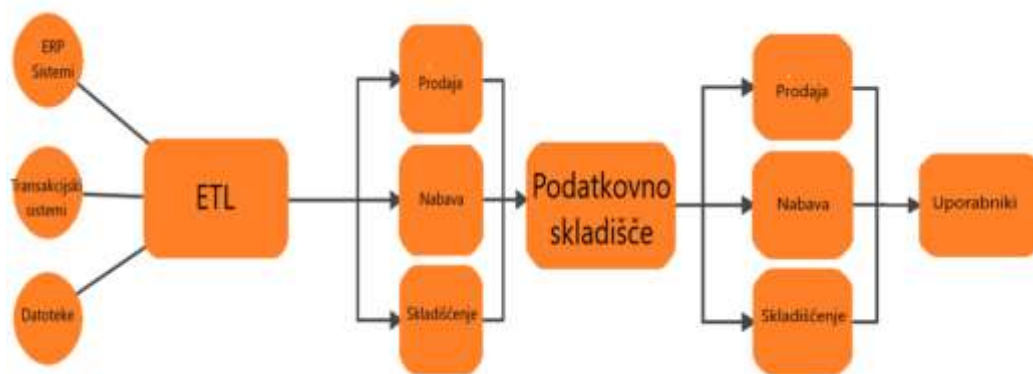 ERP
Sistemi
Transakcijski
sistemi
Datoteke
ETL
Prodaja
Nabava
Skladiščenje
Podatkovno
skladišče
Prodaja
Nabava
Skladiščenje
Uporabniki